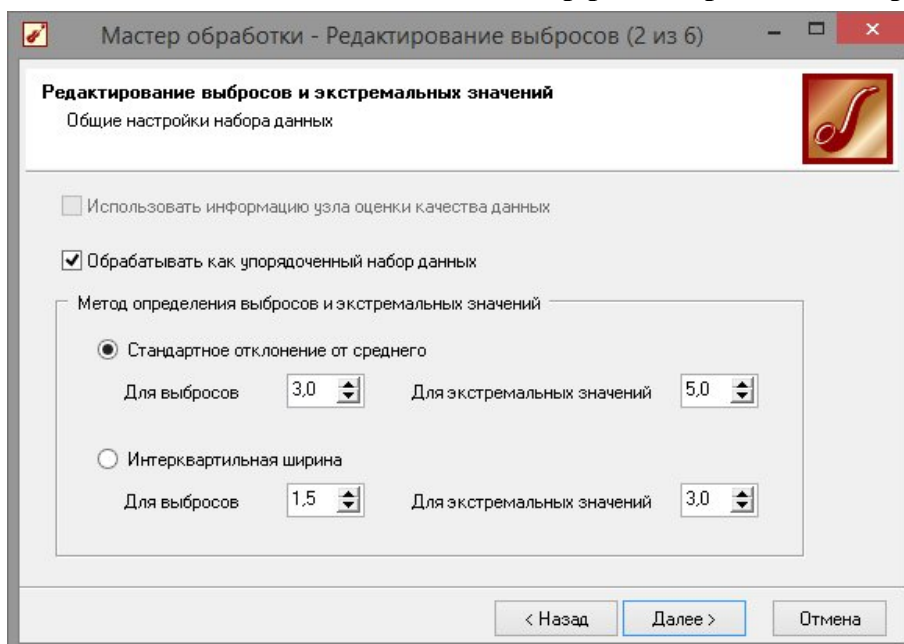 Мастер обработки - Редактирование выбросов (2 из 6)
Редактирование выбросов и экстремальных значений
Общие настройки набора данных
Использовать информацию узла оценки качества данных
Обрабатывать как упорядоченный набор данных
Метод определения выбросов и экстремальных значений
Стандартное отклонение от среднего
Для выбросов 3,0 Для экстремальных значений 5,0
Интерквартильная ширина
Для выбросов 1,5 Для экстремальных значений 3,0
< Назад Далее > Отмена